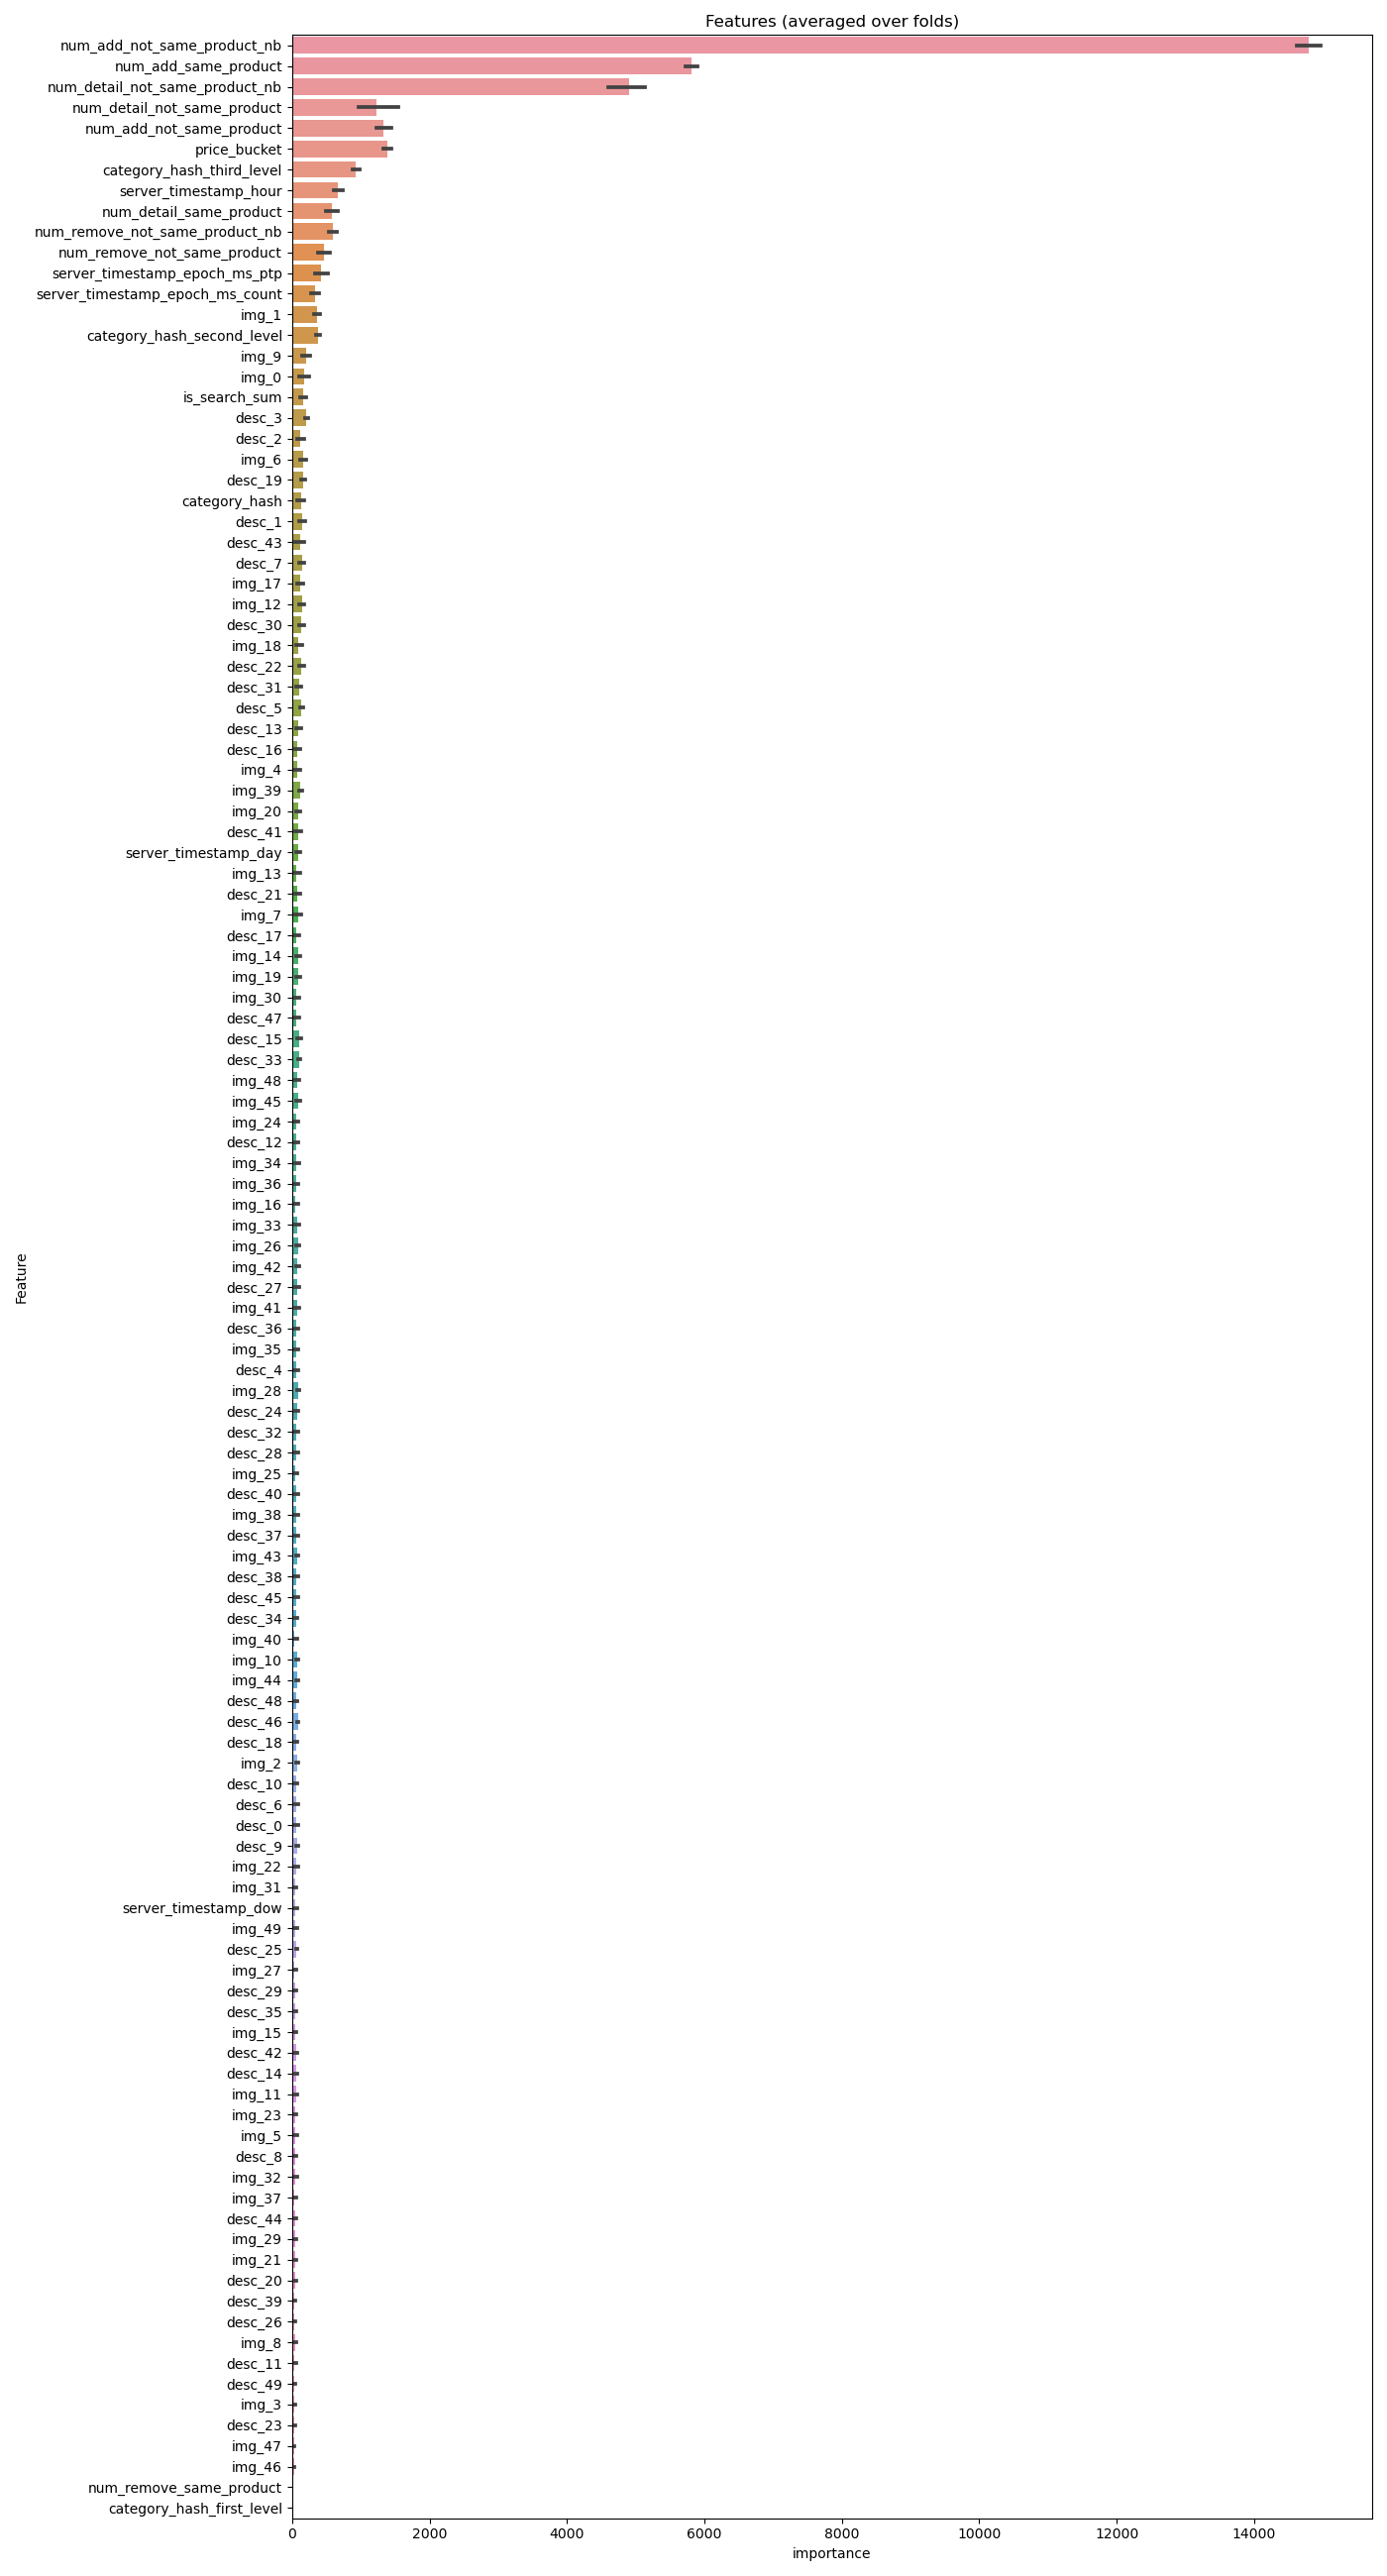 Features (averaged over folds)
num_add_not_same_product_nb
num_add_same_product
num_detail_not_same_product_nb
num_detail_not_same_product
num_add_not_same_product
price_bucket
category_hash_third_level
server_timestamp_hour
num_detail_same_product
num_remove_not_same_product_nb
num_remove_not_same_product
server_timestamp_epoch_ms_ptp
server_timestamp_epoch_ms_count
img_1
category_hash_second_level
img_9
img_0
is_search_sum
desc_3
desc_2
img_6
desc_19
category_hash
desc_1
desc_43
desc_7
img_17
img_12
desc_30
img_18
desc_22
desc_31
desc_5
desc_13
desc_16
img_4
img_39
img_20
desc_41
server_timestamp_day
img_13
desc_21
img_7
desc_17
img_14
img_19
img_30
desc_47
desc_15
desc_33
img_48
img_45
img_24
desc_12
img_34
img_36
img_16
img_33
img_26
img_42
desc_27
img_41
desc_36
img_35
desc_4
img_28
desc_24
desc_32
desc_28
img_25
desc_40
img_38
desc_37
img_43
desc_38
desc_45
desc_34
img_40
img_10
img_44
desc_48
desc_46
desc_18
img_2
desc_10
desc_6
desc_0
desc_9
img_22
img_31
server_timestamp_dow
img_49
desc_25
img_27
desc_29
desc_35
img_15
desc_42
desc_14
img_11
img_23
img_5
desc_8
img_32
img_37
desc_44
img_29
img_21
desc_20
desc_39
desc_26
img_8
desc_11
desc_49
img_3
desc_23
img_47
img_46
num_remove_same_product
category_hash_first_level
Feature
0 2000 4000 6000 8000 10000 12000 14000
importance